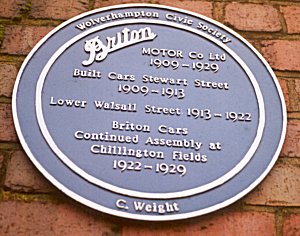 Wolverhampton Civic Society
Briton
MOTOR Co Ltd
1909-1929
Built Cars Stewart Street
1909-1913
Lower Walsall Street 1913-1922
Briton Cars
Continued Assembly at
Chillington Fields
1922-1929
C. Weight